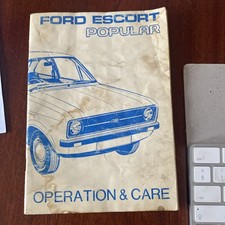 FORD ESCORT
POPULAR
OPERATION & CARE